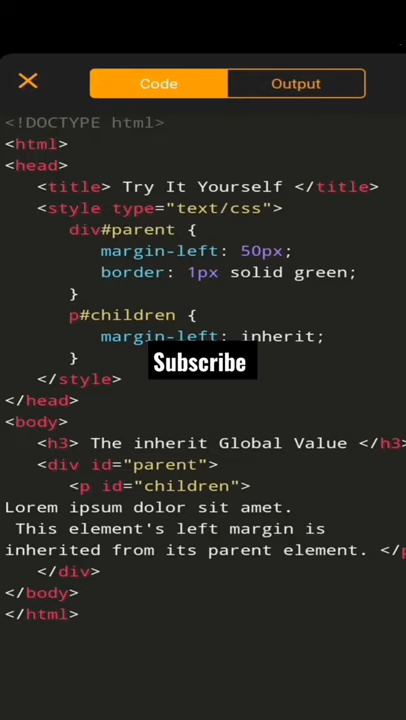 Code Output
<!DOCTYPE html>
<html>
<head>
<title> Try It Yourself </title>
<style type="text/css">
div#parent {
margin-left: 50px;
border: 1px solid green;
}
p#children {
margin-left: inherit;
}
Subscribe
</style>
</head>
<body>
<h3> The inherit Global Value </h3>
<div id="parent">
<p id="children">
Lorem ipsum dolor sit amet.
This element's left margin is
inherited from its parent element. </p
</div>
</body>
</html>